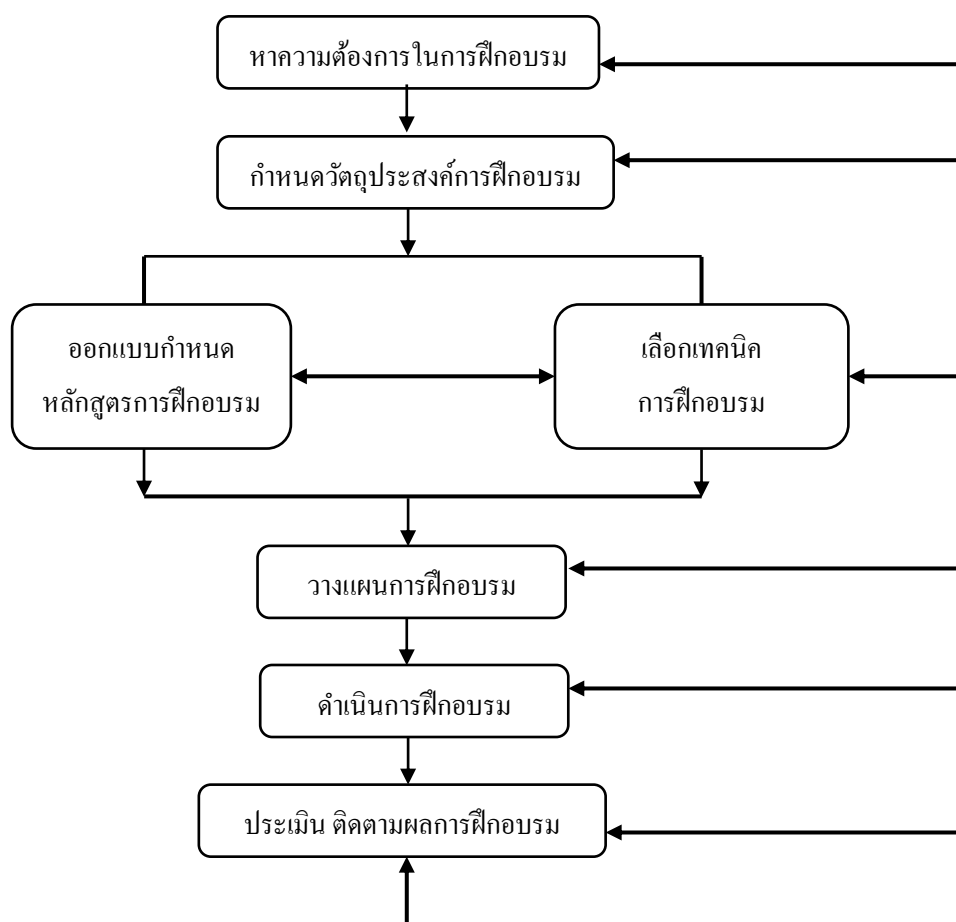 หาความต้องการในการฝึกอบรม
กำหนดวัตถุประสงค์การฝึกอบรม
ออกแบบกำหนด
หลักสูตรการฝึกอบรม
เลือกเทคนิค
การฝึกอบรม
วางแผนการฝึกอบรม
ดำเนินการฝึกอบรม
ประเมิน ติดตามผลการฝึกอบรม